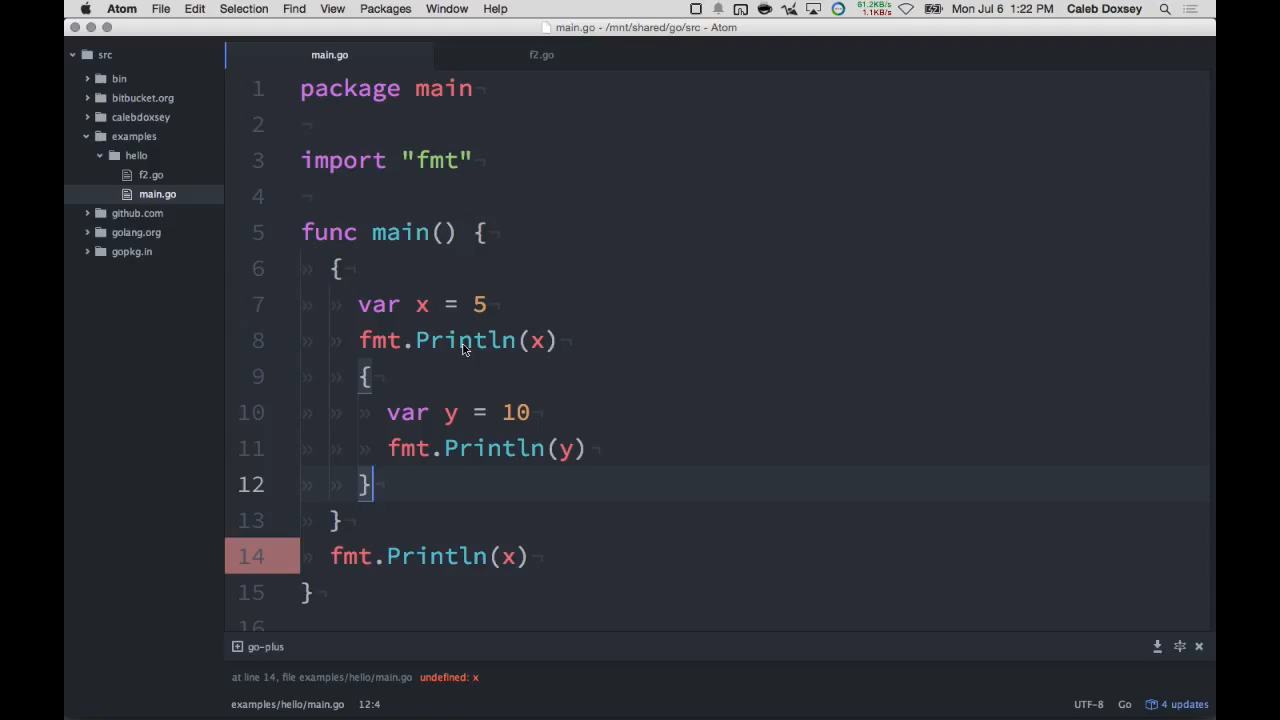 Atom File Edit Selection Find View Packages Window Help 61.2KB/s 1.1KB/s Mon Jul 6 1:22 PM Caleb Doxsey
main.go - /mnt/shared/go/src - Atom
src
bin
bitbucket.org
calebdoxsey
examples
hello
f2.go
main.go
github.com
golang.org
gopkg.in
main.go f2.go
1 package main
2
3 import "fmt"
4
5 func main() {
6 {
7 var x = 5
8 fmt.Println(x)
9 {
10 var y = 10
11 fmt.Println(y)
12 }
13 }
14 fmt.Println(x)
15 }
16
go-plus
at line 14, file examples/hello/main.go undefined: x
examples/hello/main.go 12:4 UTF-8 Go 4 updates